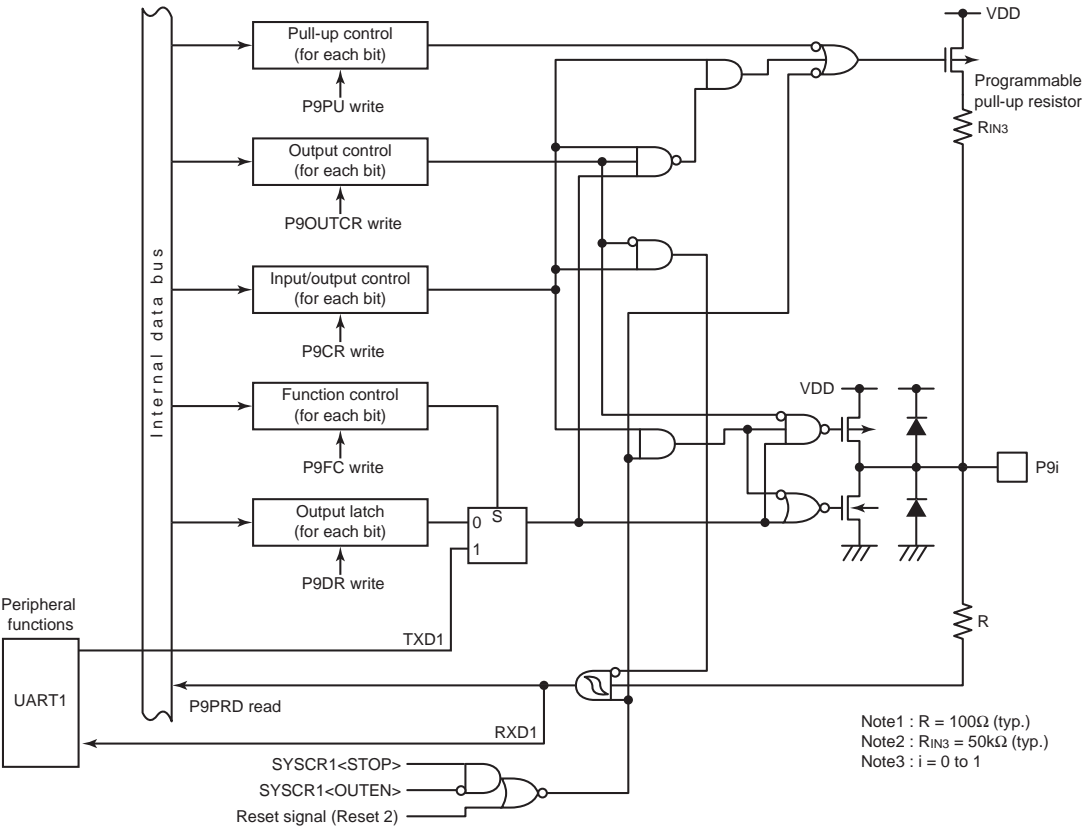 VDD
Pull-up control
(for each bit)
P9PU write
Programmable
pull-up resistor
RIN3
Output control
(for each bit)
P9OUTCR write
Internal data bus
Input/output control
(for each bit)
P9CR write
Function control
(for each bit)
P9FC write
VDD
P9i
Output latch
(for each bit)
P9DR write
0 S
1
Peripheral
functions
UART1
TXD1
R
P9PRD read
RXD1
Note1 : R = 100Ω (typ.)
Note2 : RIN3 = 50kΩ (typ.)
Note3 : i = 0 to 1
SYSCR1<STOP>
SYSCR1<OUTEN>
Reset signal (Reset 2)